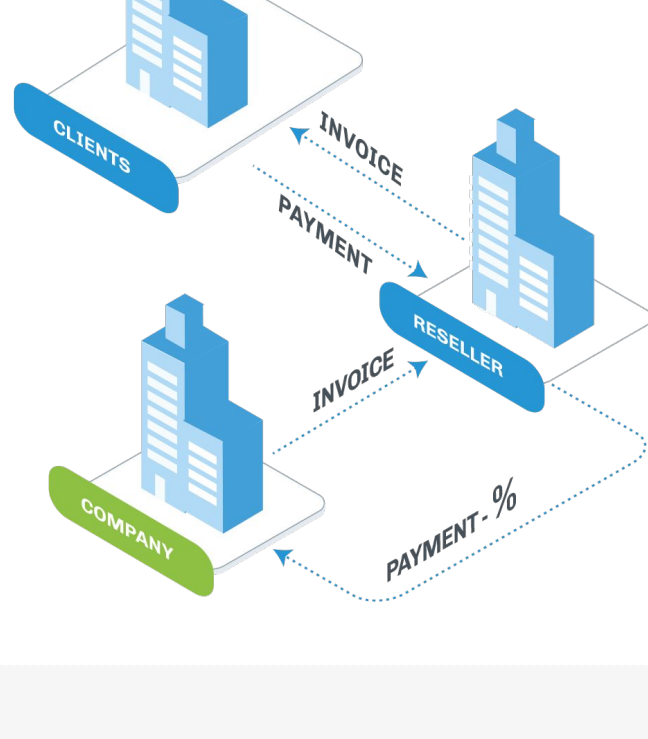 CLIENTS
INVOICE
PAYMENT
RESELLER
INVOICE
COMPANY
PAYMENT - %